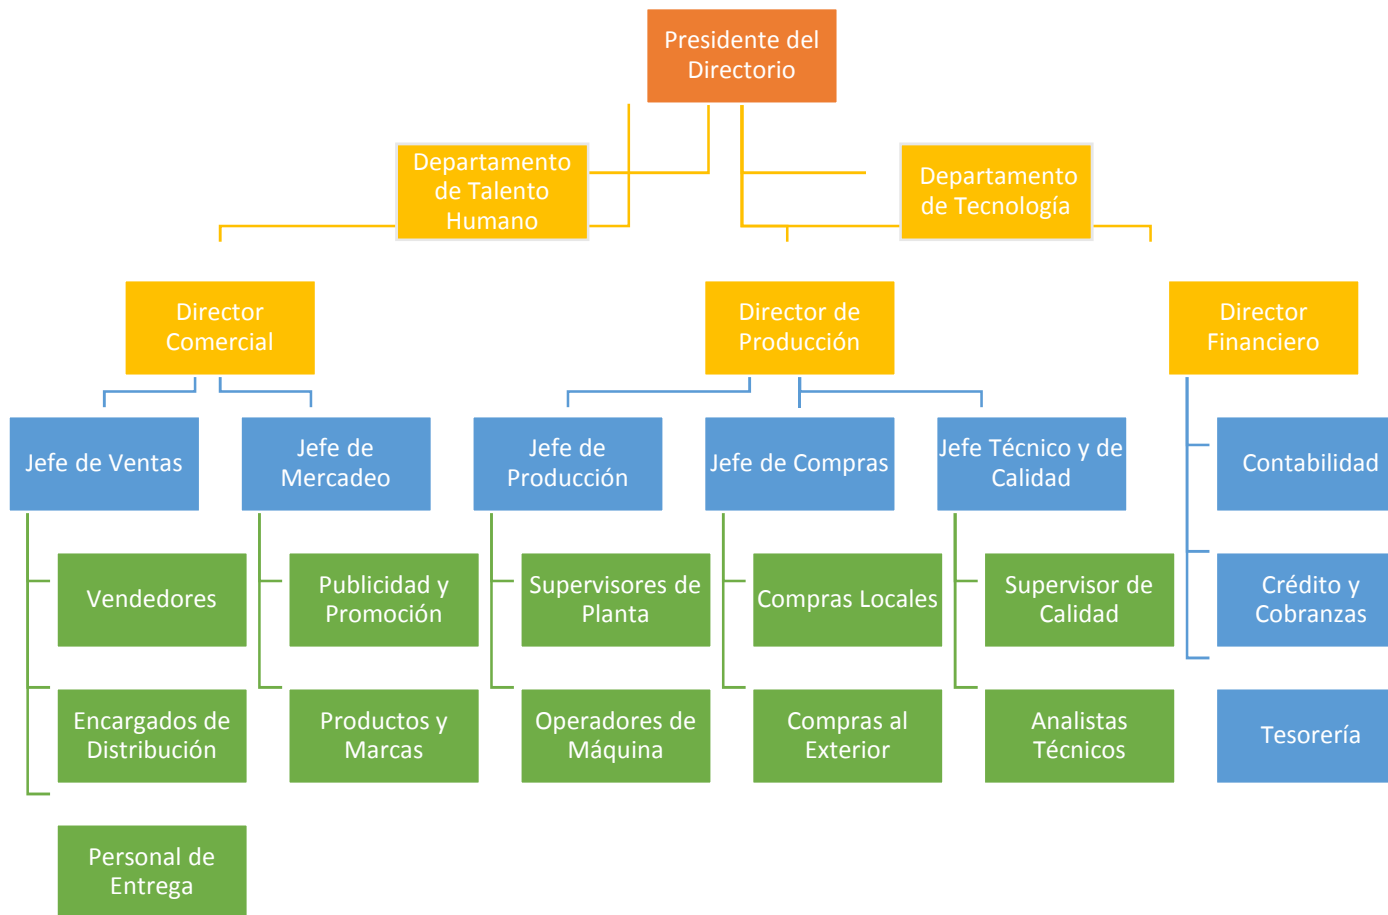 Presidente del
Directorio
Departamento
de Talento
Humano
Departamento
de Tecnología
Director
Comercial
Director de
Producción
Director
Financiero
Jefe de Ventas
Jefe de
Mercadeo
Jefe de
Producción
Jefe de Compras
Jefe Técnico y de
Calidad
Contabilidad
Vendedores
Publicidad y
Promoción
Supervisores de
Planta
Compras Locales
Supervisor de
Calidad
Crédito y
Cobranzas
Encargados de
Distribución
Productos y
Marcas
Operadores de
Máquina
Compras al
Exterior
Analistas
Técnicos
Tesorería
Personal de
Entrega